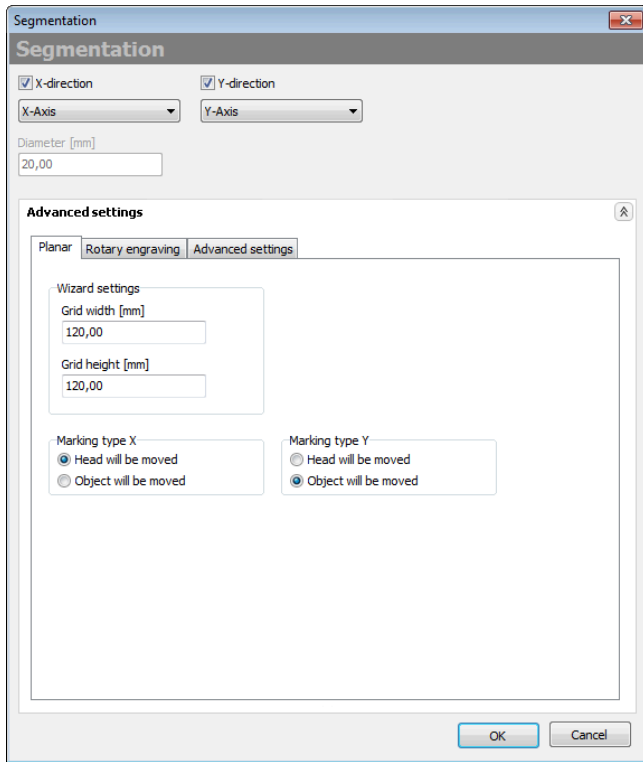 Segmentation
Segmentation
X-direction Y-direction
X-Axis Y-Axis
Diameter [mm]
20,00
Advanced settings
Planar Rotary engraving Advanced settings
Wizard settings
Grid width [mm]
120,00
Grid height [mm]
120,00
Marking type X Marking type Y
Head will be moved Head will be moved
Object will be moved Object will be moved
OK Cancel